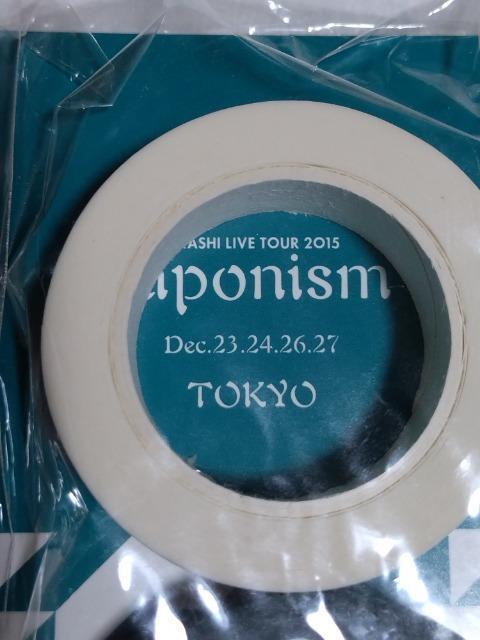 ASHI LIVE TOUR 2015
aponism
Dec.23.24.26.27
TOKYO